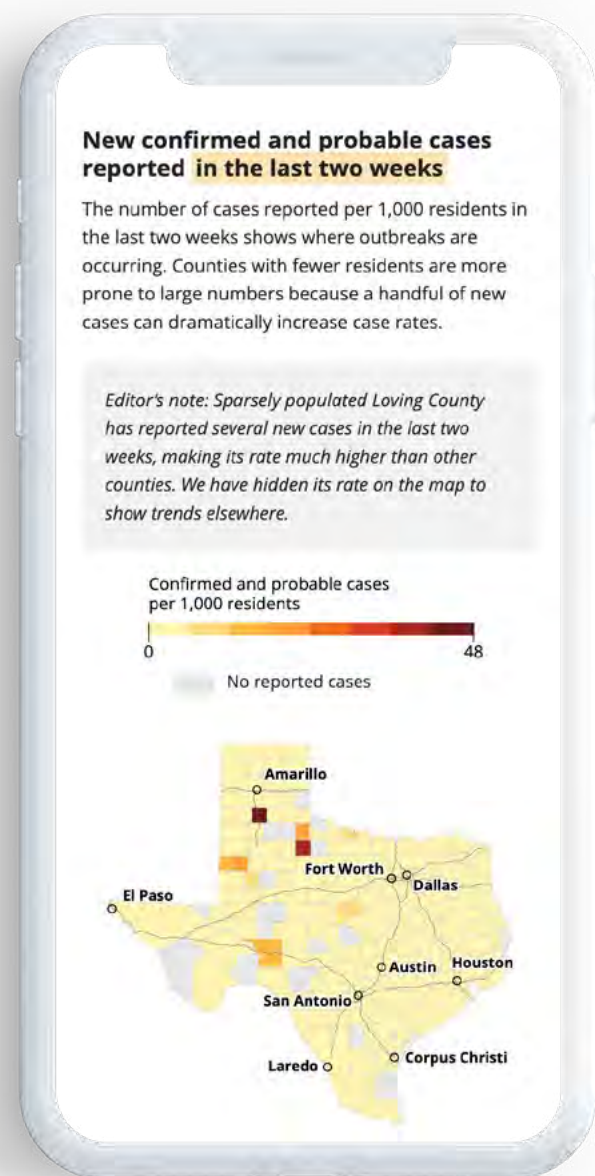 New confirmed and probable cases
reported in the last two weeks
The number of cases reported per 1,000 residents in
the last two weeks shows where outbreaks are
occurring. Counties with fewer residents are more
prone to large numbers because a handful of new
cases can dramatically increase case rates.
Editor's note: Sparsely populated Loving County
has reported several new cases in the last two
weeks, making its rate much higher than other
counties. We have hidden its rate on the map to
show trends elsewhere.
Confirmed and probable cases
per 1,000 residents
0 48
No reported cases
Amarillo
Fort Worth
Dallas
El Paso
Austin
Houston
San Antonio
Corpus Christi
Laredo